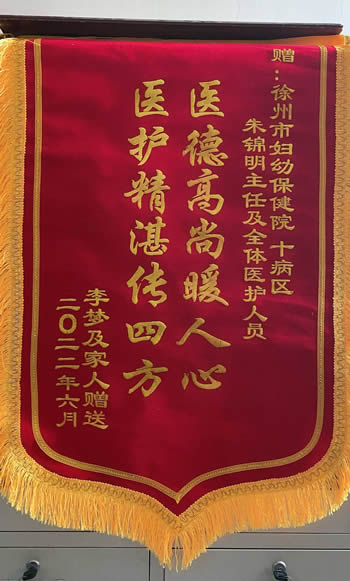 赠：徐州市妇幼保健院 十病区
朱锦明主任及全体医护人员
医德高尚暖人心
医护精湛传四方
李梦及家人赠送
二〇二二年六月